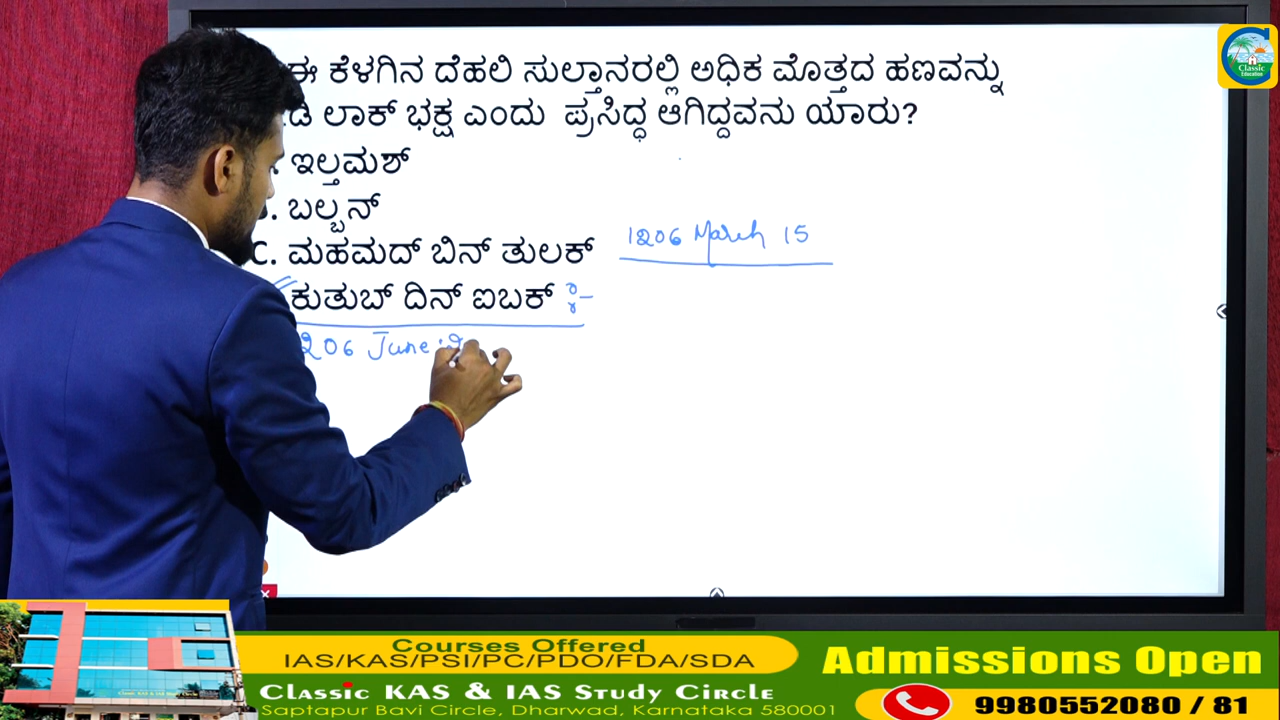 ಈ ಕೆಳಗಿನ ದೆಹಲಿ ಸುಲ್ತಾನರಲ್ಲಿ ಅಧಿಕ ಮೊತ್ತದ ಹಣವನ್ನು
ಲಾಕ್ ಭಕ್ಷ ಎಂದು ಪ್ರಸಿದ್ಧ ಆಗಿದ್ದವನು ಯಾರು?
ಇಲ್ತಮಶ್
ಬಲ್ಬನ್
C. ಮಹಮದ್ ಬಿನ್ ತುಲಕ್
1206 March 15
ಕುತುಬ್ ದಿನ್ ಐಬಕ್
206 June
Classic
Education
Courses Offered
IAS/KAS/PSI/PC/PDO/FDA/SDA
Admissions Open
Classic KAS & IAS Study Circle
Saptapur Bavi Circle, Dharwad, Karnataka 580001
9980552080 / 81